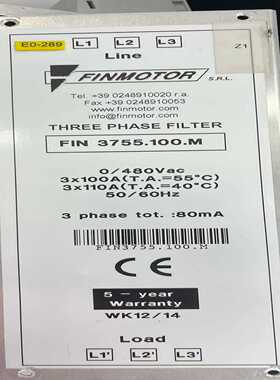 E0-289 L1 L2 L3 Z1
Line
FINMOTOR S.R.L.
Tel. +39 0248910020 r.a.
Fax +39 0248910053
www.finmotor.com
info@finmotor.com
THREE PHASE FILTER
FIN 3755.100.M
0/480Vac
3x100A(T.A.=55°C)
3x110A(T.A.=40°C)
50/60Hz
3 phase tot. :80mA
FIN3755.100.M
CE
5 - year
Warranty
WK12/14
Load
L1' L2' L3'